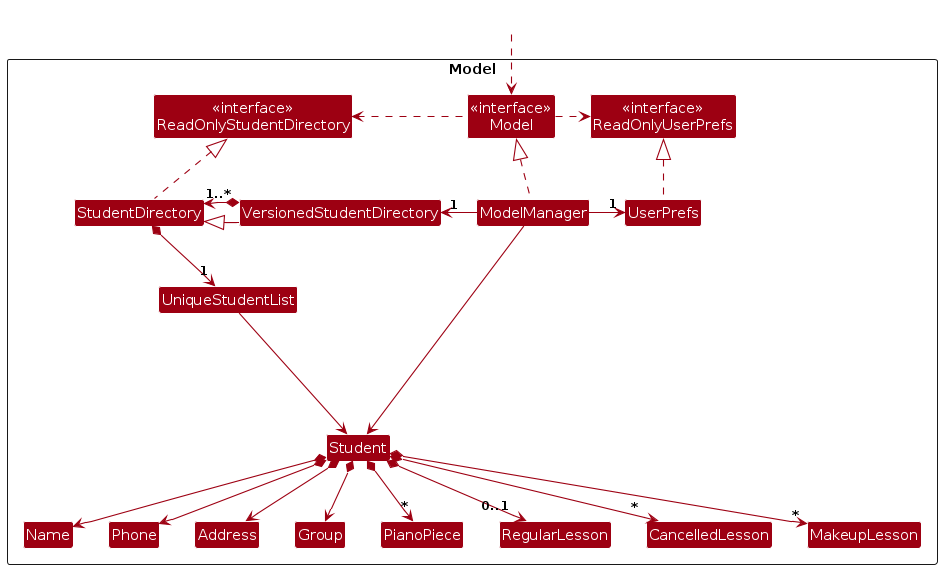 Model
«interface»
ReadOnlyStudentDirectory
«interface»
Model
«interface»
ReadOnlyUserPrefs
1..*
StudentDirectory
VersionedStudentDirectory
1
ModelManager
1
UserPrefs
1
UniqueStudentList
Student
*
0..1
*
*
Name
Phone
Address
Group
PianoPiece
RegularLesson
CancelledLesson
MakeupLesson